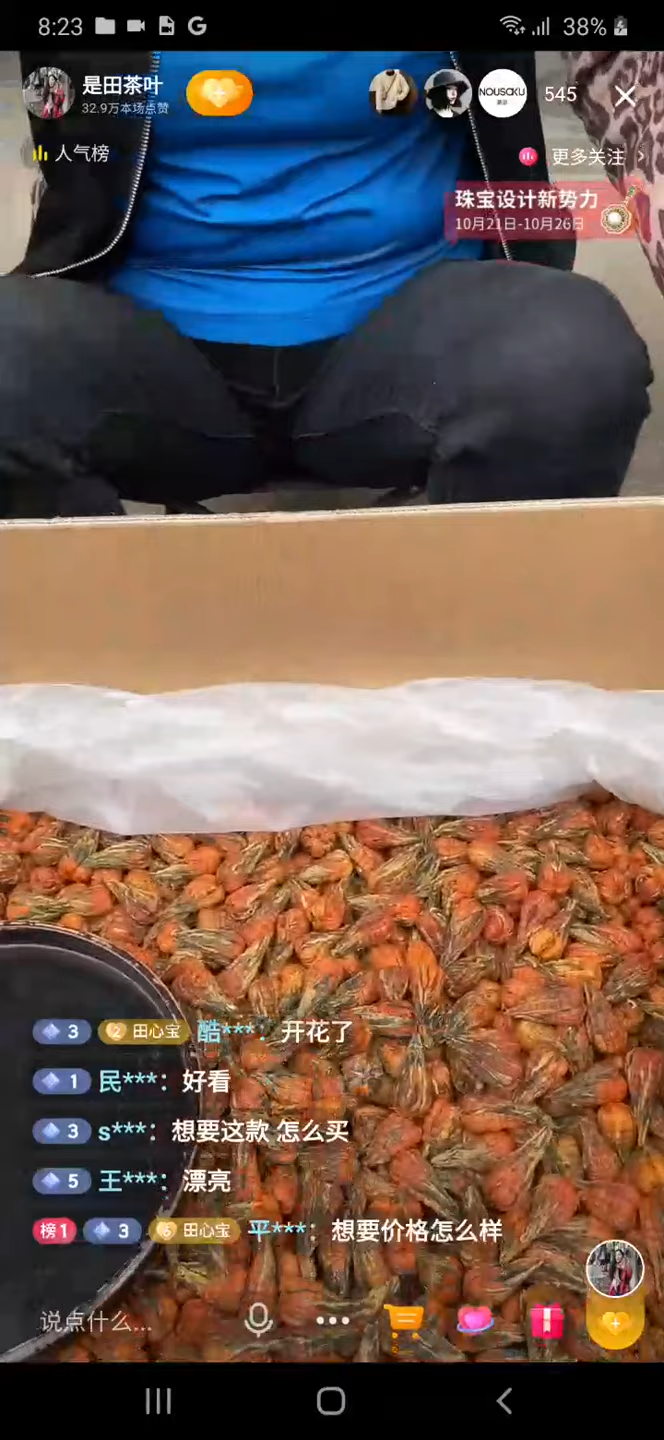 8:23
38%
是田茶叶
32.9万本场点赞
NOUSAKU
545
人气榜
更多关注
珠宝设计新势力
10月21日-10月26日
3 2 田心宝 酷***： 开花了
1 民***： 好看
3 s***： 想要这款 怎么买
5 王***： 漂亮
榜1 3 6 田心宝 平***： 想要价格怎么样
说点什么...